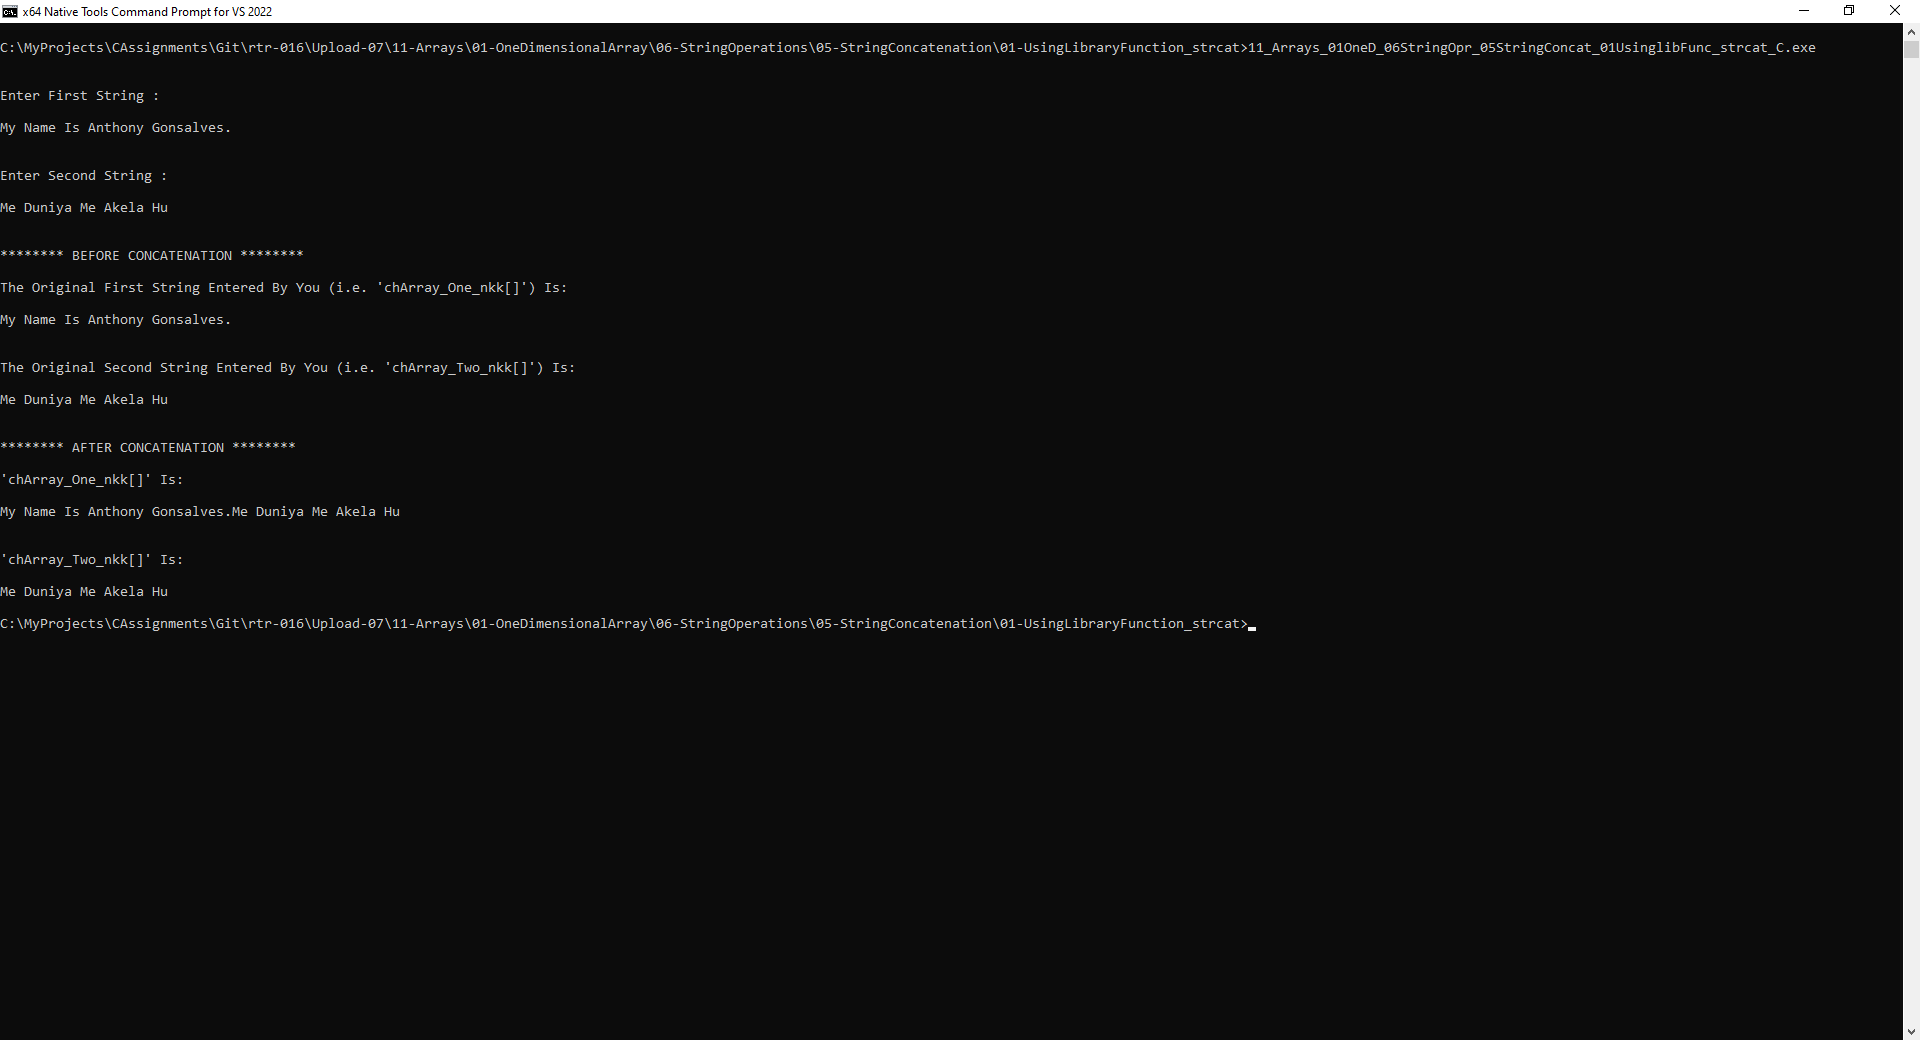 x64 Native Tools Command Prompt for VS 2022
C:\MyProjects\CAssignments\Git\rtr-016\Upload-07\11-Arrays\01-OneDimensionalArray\06-StringOperations\05-StringConcatenation\01-UsingLibraryFunction_strcat>11_Arrays_01OneD_06StringOpr_05StringConcat_01UsinglibFunc_strcat_C.exe
Enter First String :
My Name Is Anthony Gonsalves.
Enter Second String :
Me Duniya Me Akela Hu
******** BEFORE CONCATENATION ********
The Original First String Entered By You (i.e. 'chArray_One_nkk[]') Is:
My Name Is Anthony Gonsalves.
The Original Second String Entered By You (i.e. 'chArray_Two_nkk[]') Is:
Me Duniya Me Akela Hu
******** AFTER CONCATENATION ********
'chArray_One_nkk[]' Is:
My Name Is Anthony Gonsalves.Me Duniya Me Akela Hu
'chArray_Two_nkk[]' Is:
Me Duniya Me Akela Hu
C:\MyProjects\CAssignments\Git\rtr-016\Upload-07\11-Arrays\01-OneDimensionalArray\06-StringOperations\05-StringConcatenation\01-UsingLibraryFunction_strcat>